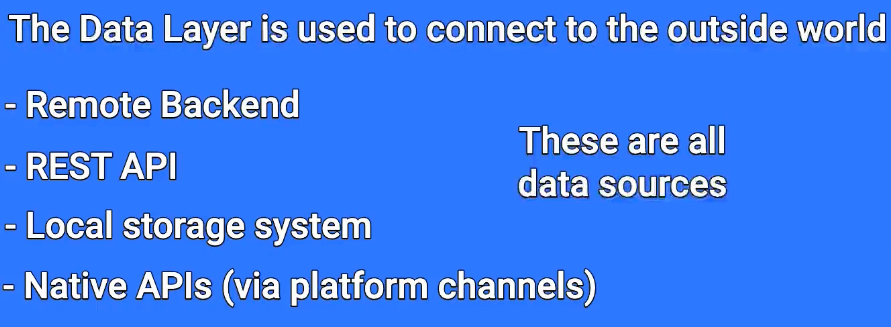 The Data Layer is used to connect to the outside world
- Remote Backend
- REST API
- Local storage system
- Native APIs (via platform channels)
These are all
data sources